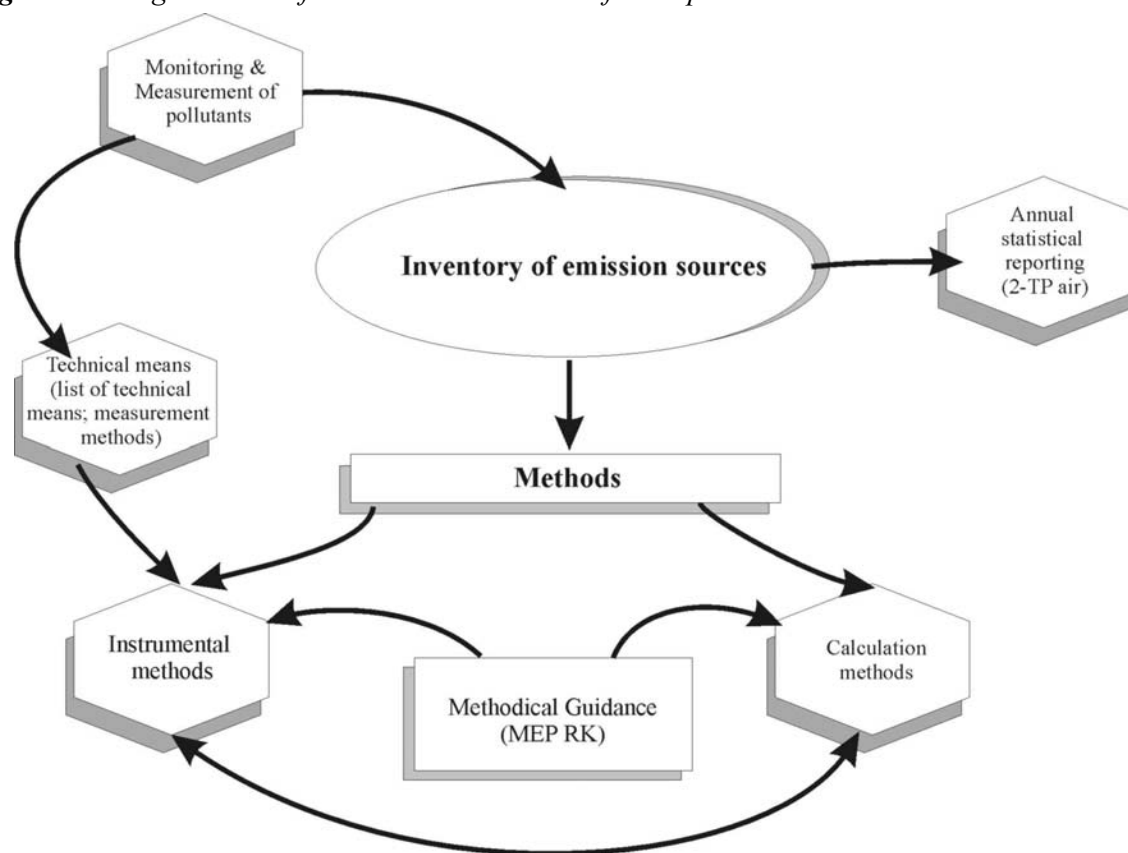 Monitoring &
Measurement of
pollutants
Inventory of emission sources
Annual
statistical
reporting
(2-TP air)
Technical means
(list of technical
means; measurement
methods)
Methods
Instrumental
methods
Methodical Guidance
(MEP RK)
Calculation
methods